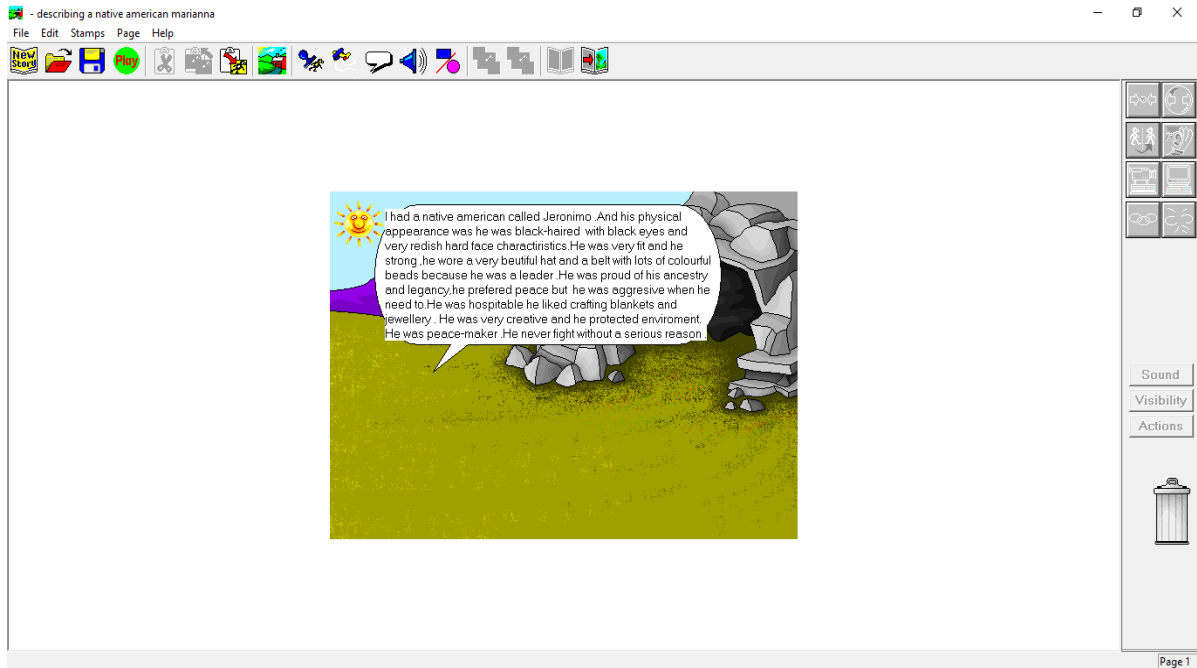 - describing a native american marianna
File Edit Stamps Page Help
New Story
Play
I had a native american called Jeronimo .And his physical
appearance was he was black-haired with black eyes and
very redish hard face charactiristics.He was very fit and he
strong ,he wore a very beutiful hat and a belt with lots of colourful
beads because he was a leader .He was proud of his ancestry
and legancy,he prefered peace but he was aggresive when he
need to.He was hospitable he liked crafting blankets and
jewellery . He was very creative and he protected enviroment.
He was peace-maker .He never fight without a serious reason .
Sound
Visibility
Actions
Page 1